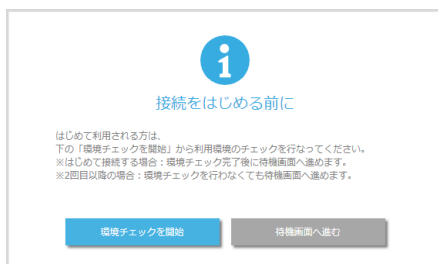 接続をはじめる前に
はじめて利用される方は、
下の「環境チェックを開始」から利用環境のチェックを行なってください。
※はじめて接続する場合：環境チェック完了後に待機画面へ進めます。
※2回目以降の場合：環境チェックを行わなくても待機画面へ進めます。
環境チェックを開始
待機画面へ進む